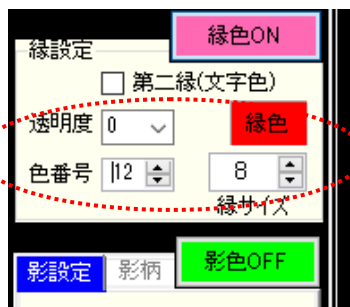 縁色ON
縁設定
第二縁(文字色)
透明度 0 縁色
色番号 12 8
縁サイズ
影色OFF
影設定 影柄